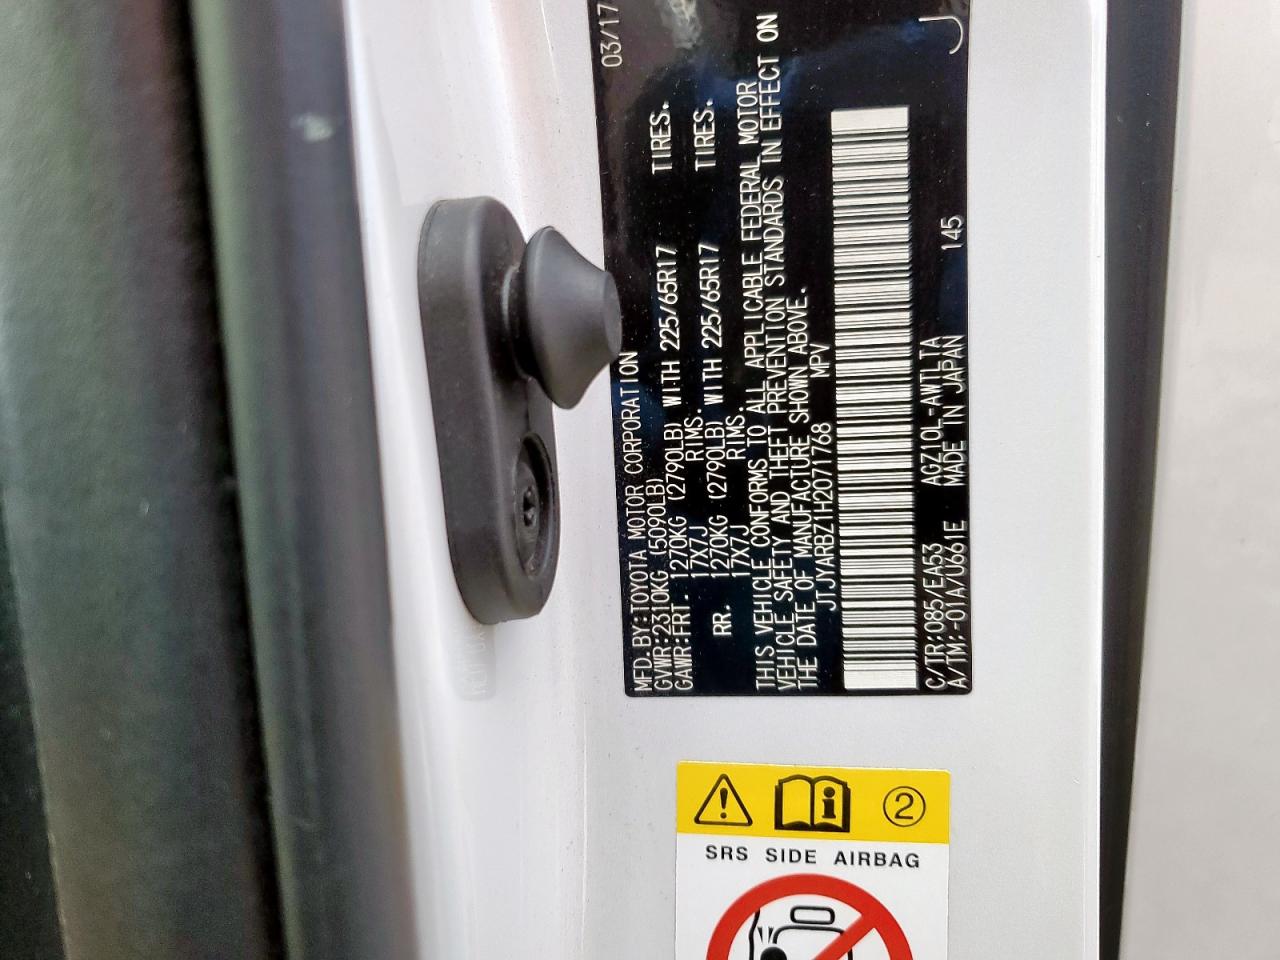 03/17
MFD.BY:TOYOTA MOTOR CORPORATION
GVWR:2310KG (5090LB)
GAWR:FRT. 1270KG (2790LB) WITH 225/65R17 TIRES.
17X7J RIMS.
RR. 1270KG (2790LB) WITH 225/65R17 TIRES.
17X7J RIMS.
THIS VEHICLE CONFORMS TO ALL APPLICABLE FEDERAL MOTOR
VEHICLE SAFETY AND THEFT PREVENTION STANDARDS IN EFFECT ON
THE DATE OF MANUFACTURE SHOWN ABOVE.
JTJYARBZ1H2071768 MPV
C/TR:085/EA53 AGZ10L-AWTLTA 145 J
A/TM:-01A/U661E MADE IN JAPAN
2
SRS SIDE AIRBAG